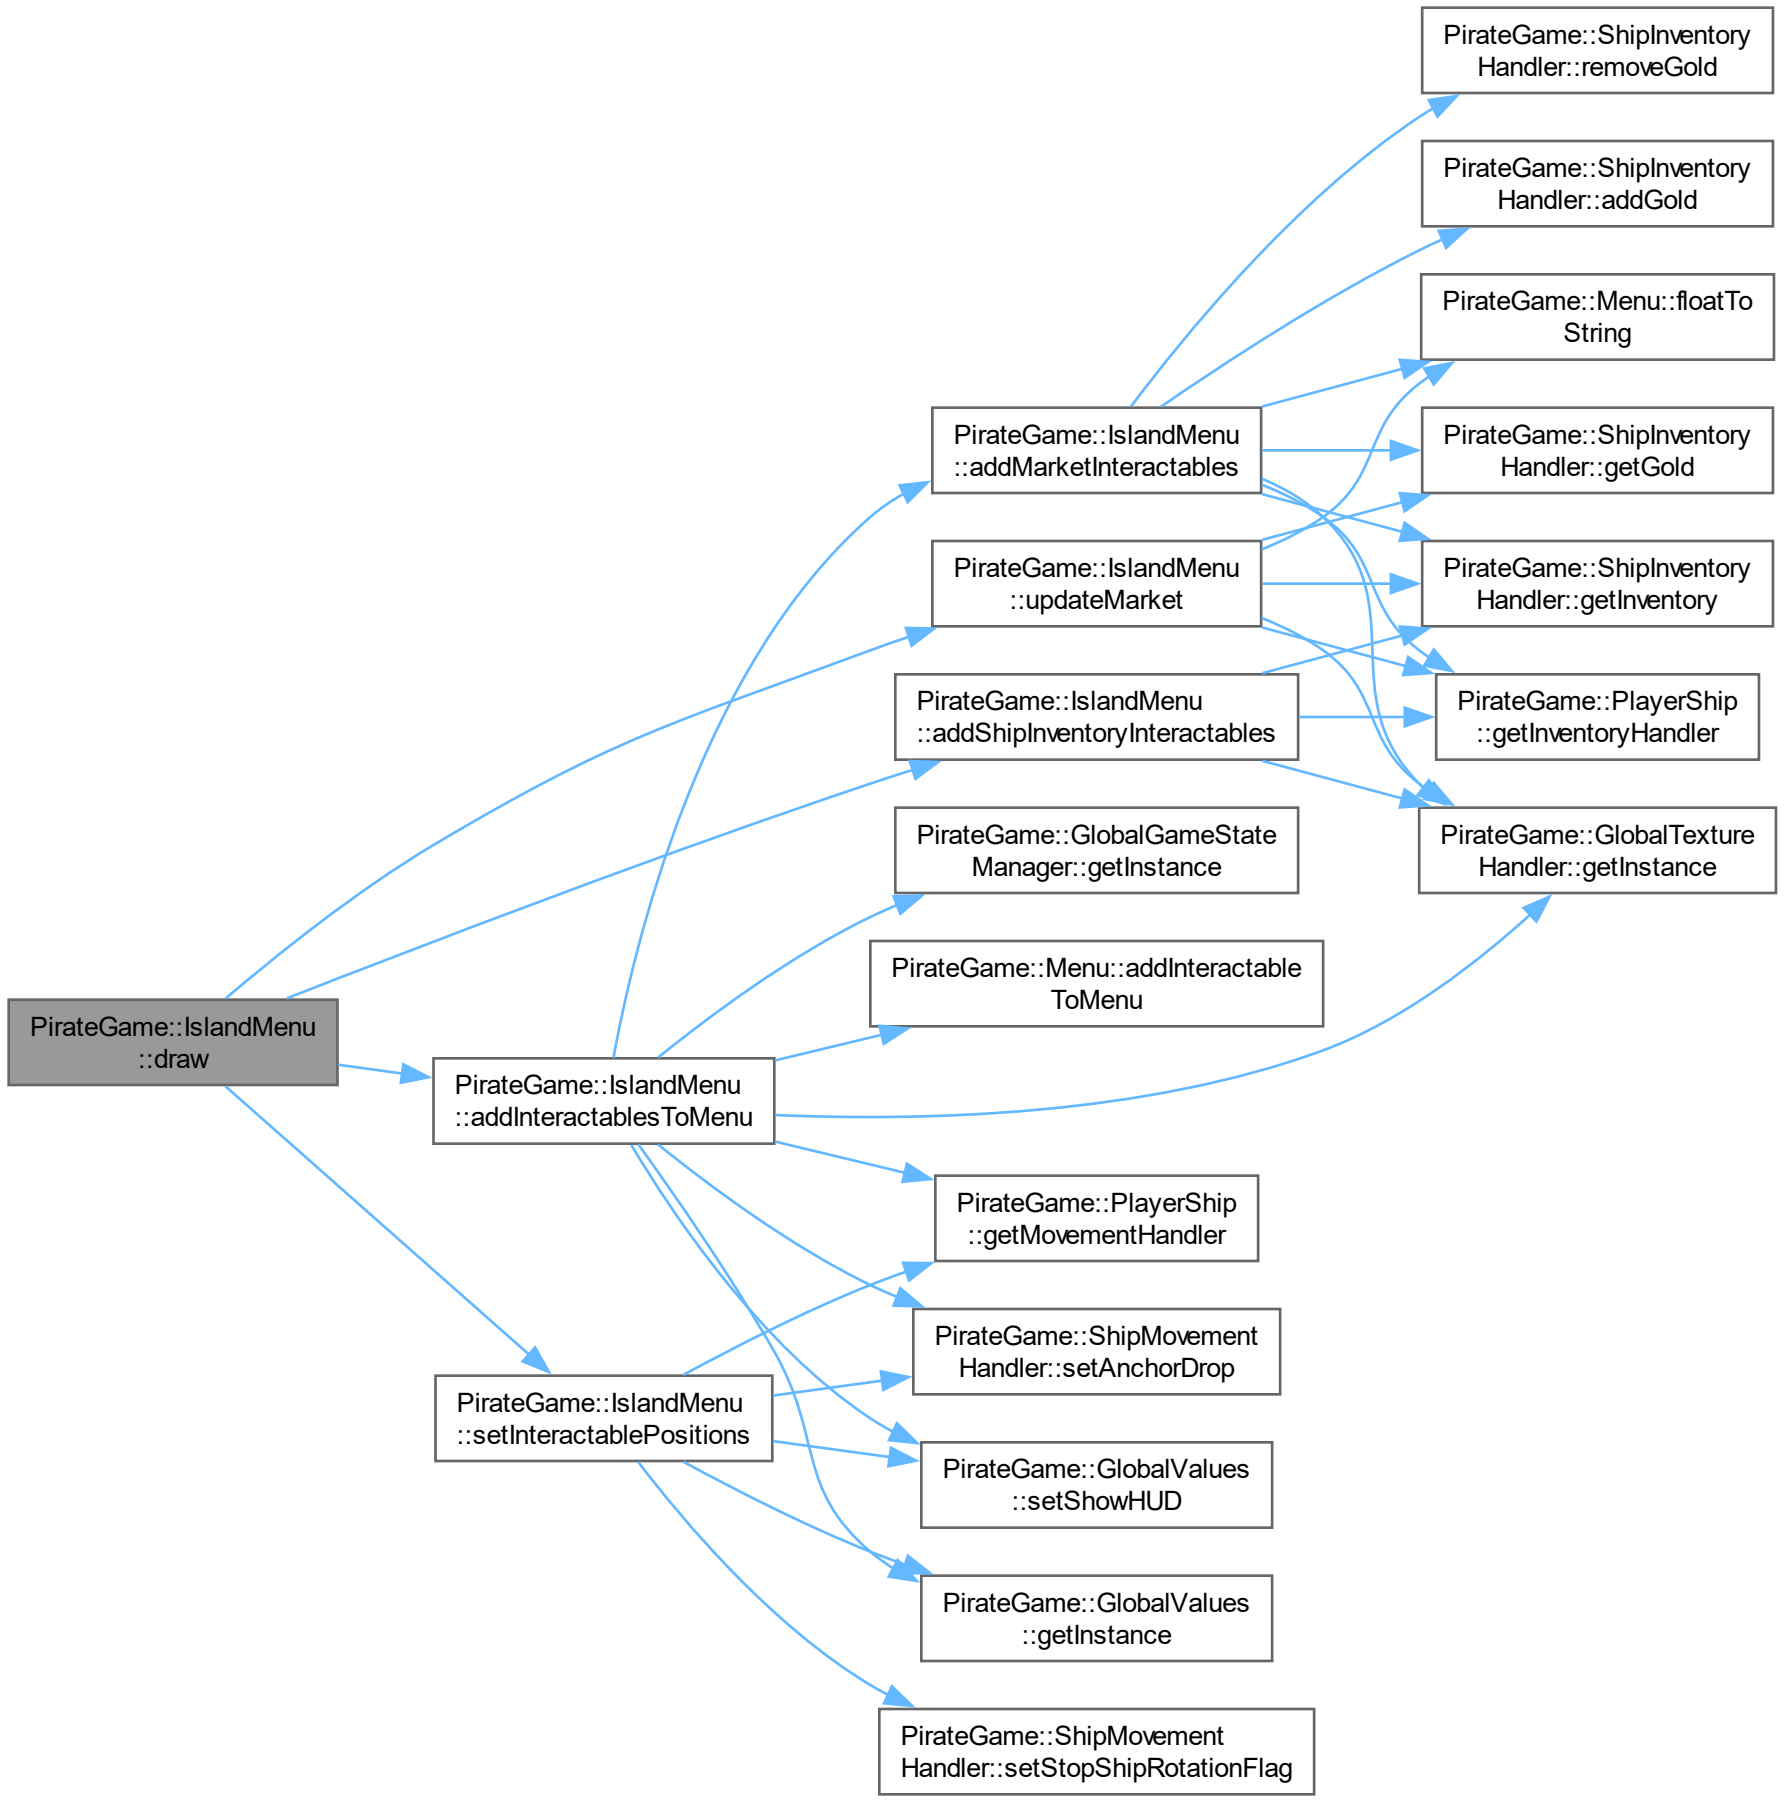 PirateGame::ShipInventory
Handler::removeGold
PirateGame::ShipInventory
Handler::addGold
PirateGame::Menu::floatTo
String
PirateGame::IslandMenu
::addMarketInteractables
PirateGame::ShipInventory
Handler::getGold
PirateGame::IslandMenu
::updateMarket
PirateGame::ShipInventory
Handler::getInventory
PirateGame::IslandMenu
::addShipInventoryInteractables
PirateGame::PlayerShip
::getInventoryHandler
PirateGame::GlobalGameState
Manager::getInstance
PirateGame::GlobalTexture
Handler::getInstance
PirateGame::Menu::addInteractable
ToMenu
PirateGame::IslandMenu
::draw
PirateGame::IslandMenu
::addInteractablesToMenu
PirateGame::PlayerShip
::getMovementHandler
PirateGame::ShipMovement
Handler::setAnchorDrop
PirateGame::IslandMenu
::setInteractablePositions
PirateGame::GlobalValues
::setShowHUD
PirateGame::GlobalValues
::getInstance
PirateGame::ShipMovement
Handler::setStopShipRotationFlag